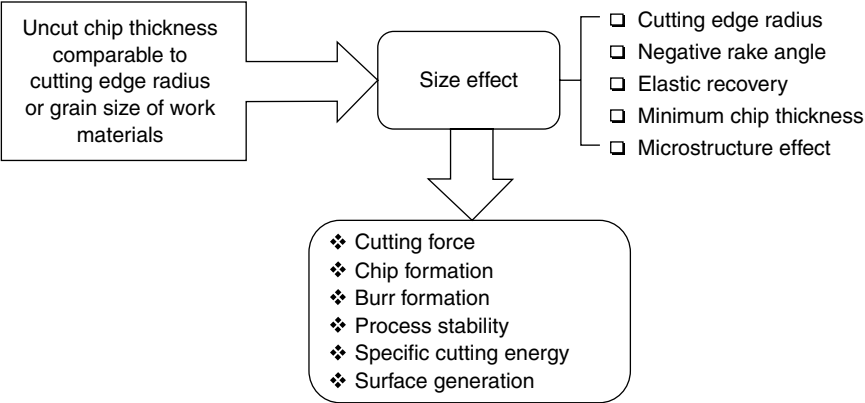 Uncut chip thickness
comparable to
cutting edge radius
or grain size of work
materials
Size effect
❑ Cutting edge radius
❑ Negative rake angle
❑ Elastic recovery
❑ Minimum chip thickness
❑ Microstructure effect
❖ Cutting force
❖ Chip formation
❖ Burr formation
❖ Process stability
❖ Specific cutting energy
❖ Surface generation